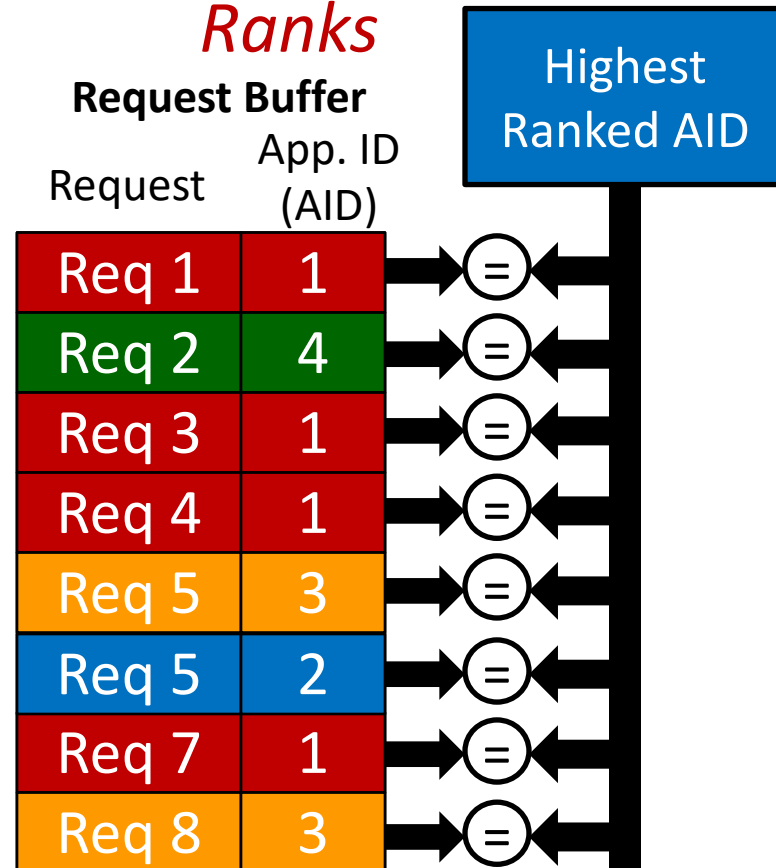 Ranks
Request Buffer
Request
App. ID
(AID)
Highest
Ranked AID
Req 1 1 =
Req 2 4 =
Req 3 1 =
Req 4 1 =
Req 5 3 =
Req 5 2 =
Req 7 1 =
Req 8 3 =